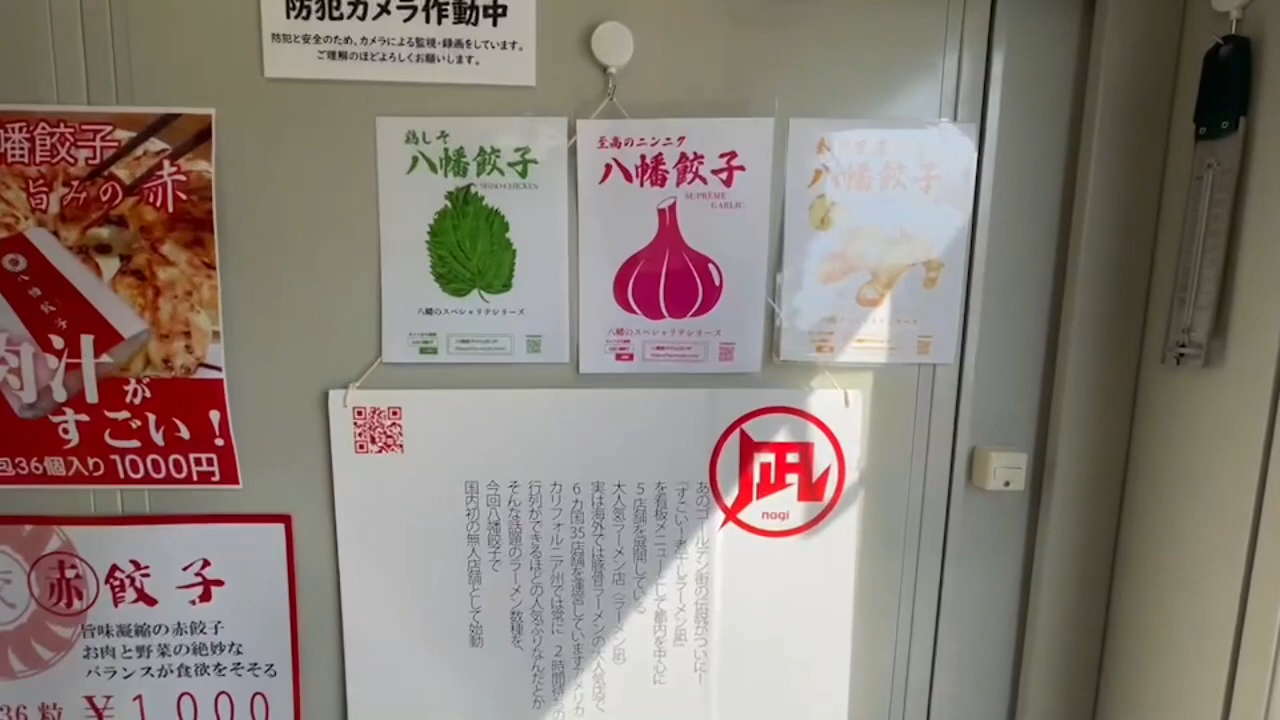 防犯カメラ作動中
防犯と安全のため、カメラによる監視・録画をしています。
ご理解のほどよろしくお願いします。
幡餃子
旨みの赤
肉汁が
すごい！
包36個入り 1000円
赤餃子
旨味凝縮の赤餃子
お肉と野菜の絶妙な
バランスが食欲をそそる
36粒 ¥1,000
鶏しそ
八幡餃子
SHISO CHICKEN
八幡のスペシャリテシリーズ
至高のニンニク
八幡餃子
SUPREME
GARLIC
八幡のスペシャリテシリーズ
八幡餃子
凪
nagi
あのゴールデン街の伝説がついに！
『すごい！煮干しラーメン凪』
を看板メニューとして都内を中心に
5店舗を展開している
大人気ラーメン店〈ラーメン凪〉
実は海外では豚骨ラーメンの大人気店で、
6カ国35店舗を運営しています アメリカ
カリフォルニア州では常に2時間待ちの
行列ができるほどの人気ぶりなんだとか
そんな話題のラーメン数種を、
今回八幡餃子で
国内初の無人店舗として始動